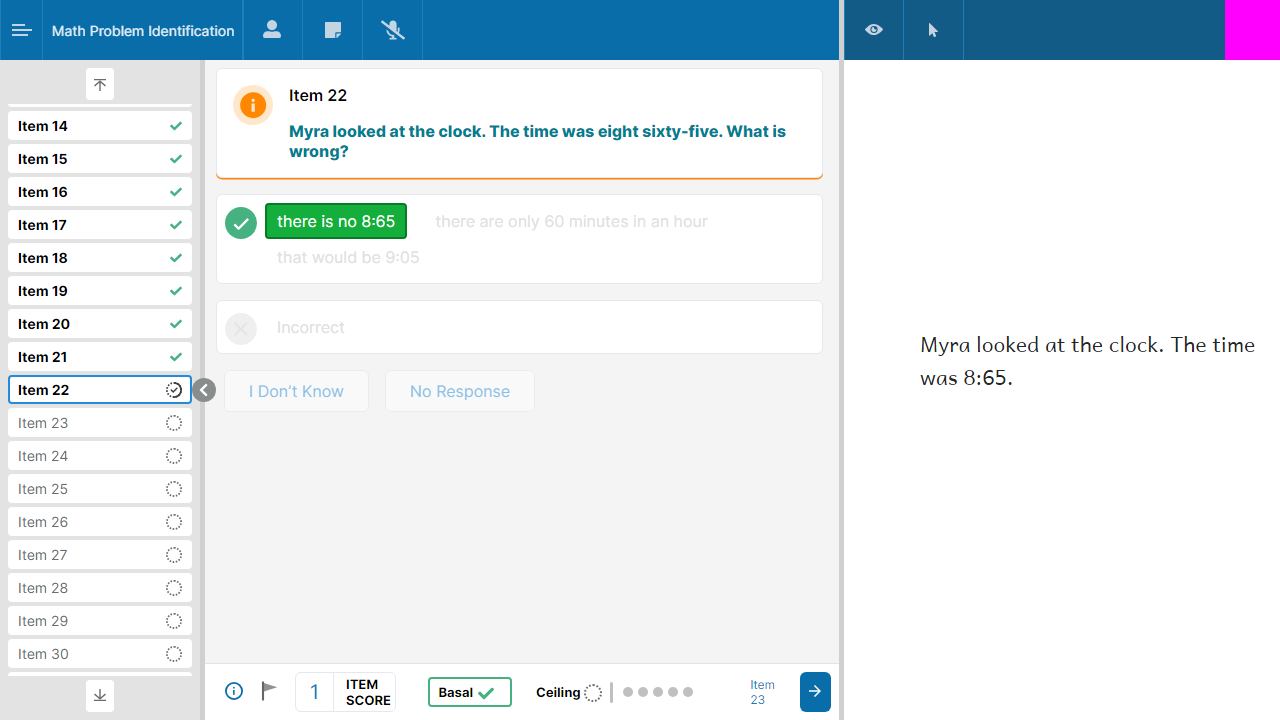 Math Problem Identification
Item 14
Item 15
Item 16
Item 17
Item 18
Item 19
Item 20
Item 21
Item 22
Item 23
Item 24
Item 25
Item 26
Item 27
Item 28
Item 29
Item 30
Item 22
Myra looked at the clock. The time was eight sixty-five. What is
wrong?
there is no 8:65 there are only 60 minutes in an hour
that would be 9:05
Incorrect
I Don't Know No Response
1 ITEM
SCORE
Basal
Ceiling
Item
23
Myra looked at the clock. The time
was 8:65.